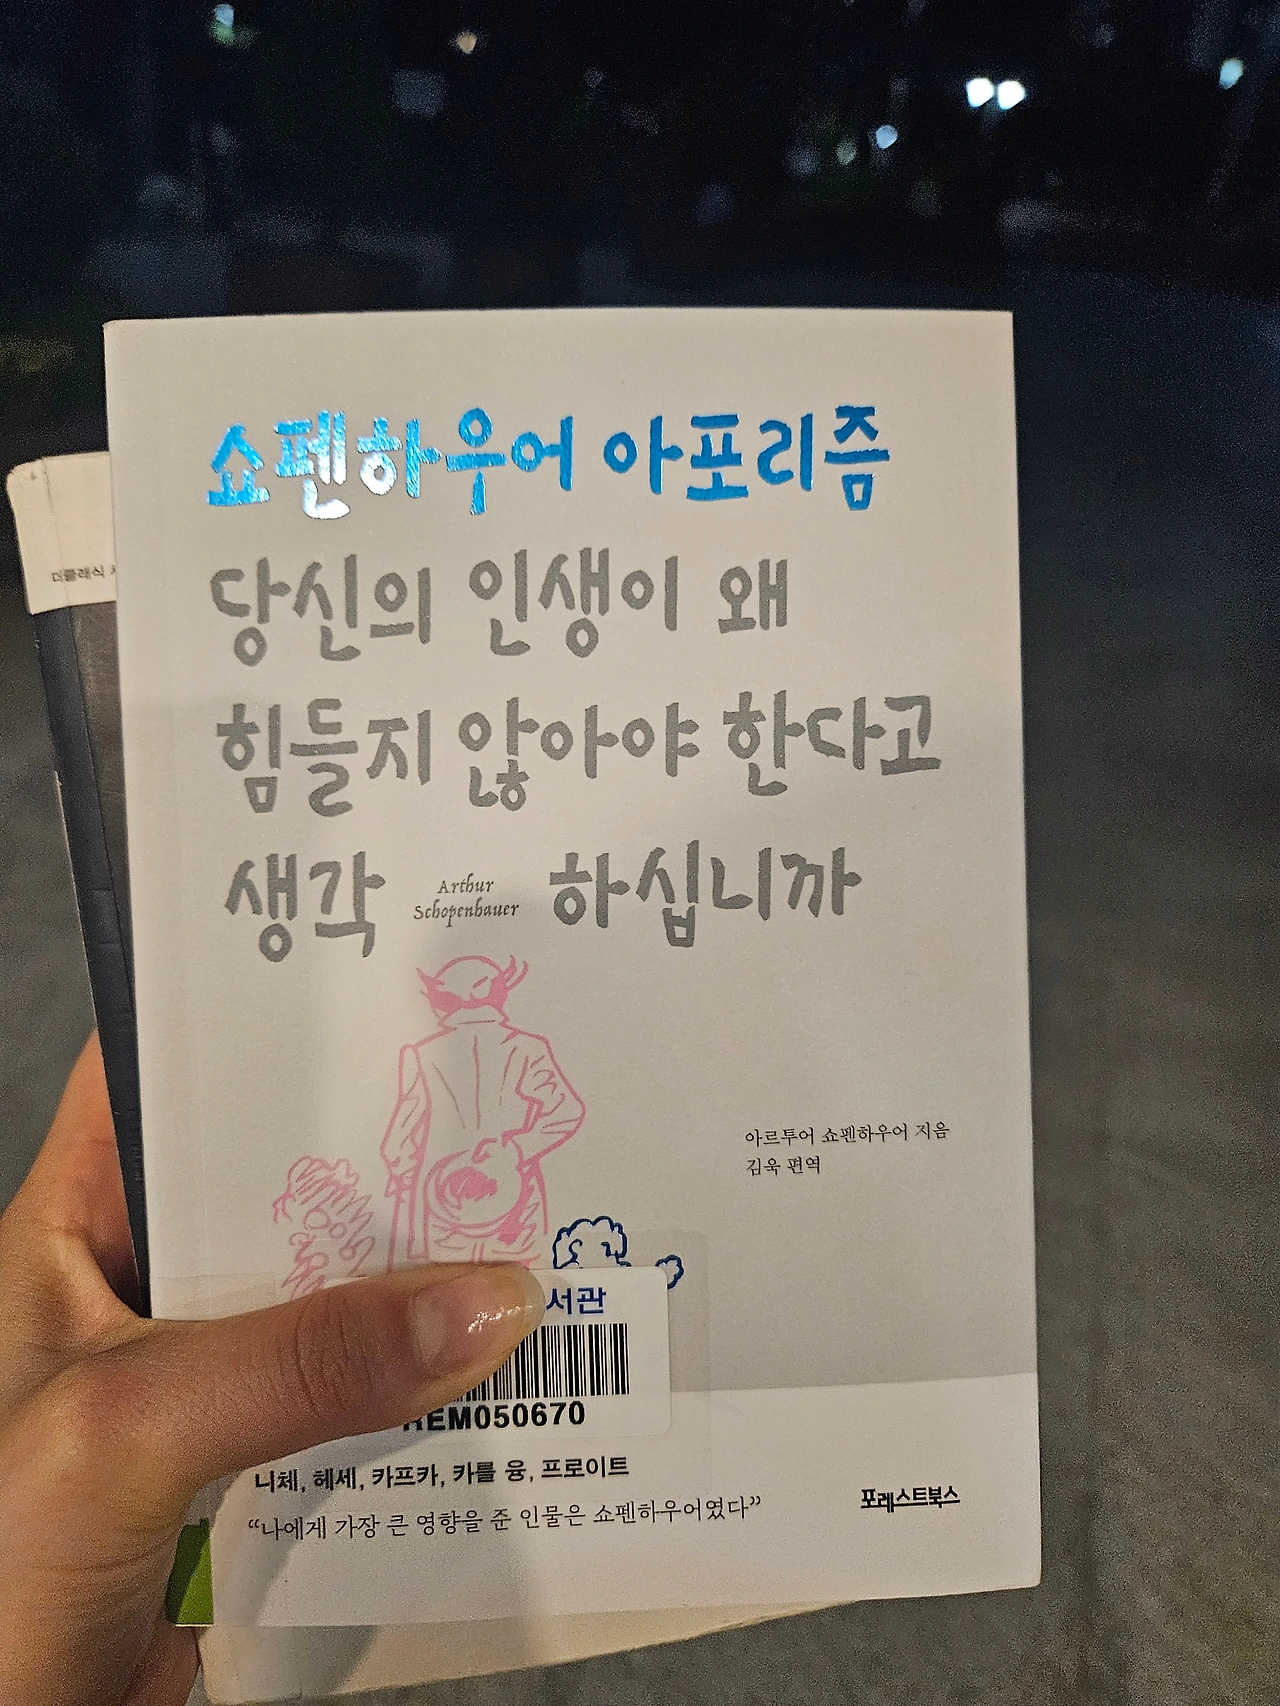 쇼펜하우어 아포리즘
당신의 인생이 왜
힘들지 않아야 한다고
생각 하십니까
Arthur
Schopenhauer
더클래식
아르투어 쇼펜하우어 지음
김욱 편역
서관
REM050670
니체, 헤세, 카프카, 카를 융, 프로이트
“나에게 가장 큰 영향을 준 인물은 쇼펜하우어였다”
포레스트북스